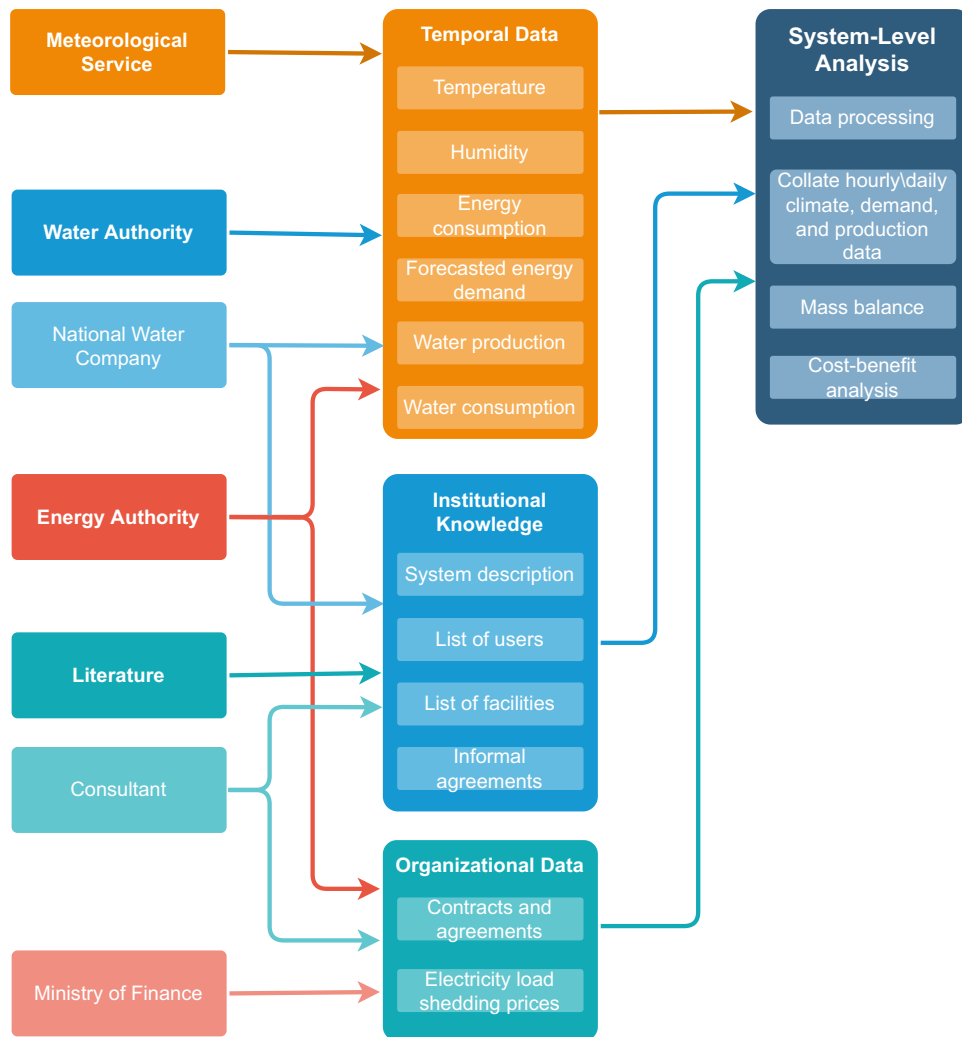 Meteorological
Service
Water Authority
National Water
Company
Energy Authority
Literature
Consultant
Ministry of Finance
Temporal Data
Temperature
Humidity
Energy
consumption
Forecasted energy
demand
Water production
Water consumption
Institutional
Knowledge
System description
List of users
List of facilities
Informal
agreements
Organizational Data
Contracts and
agreements
Electricity load
shedding prices
System-Level
Analysis
Data processing
Collate hourly\daily
climate, demand,
and production
data
Mass balance
Cost-benefit
analysis